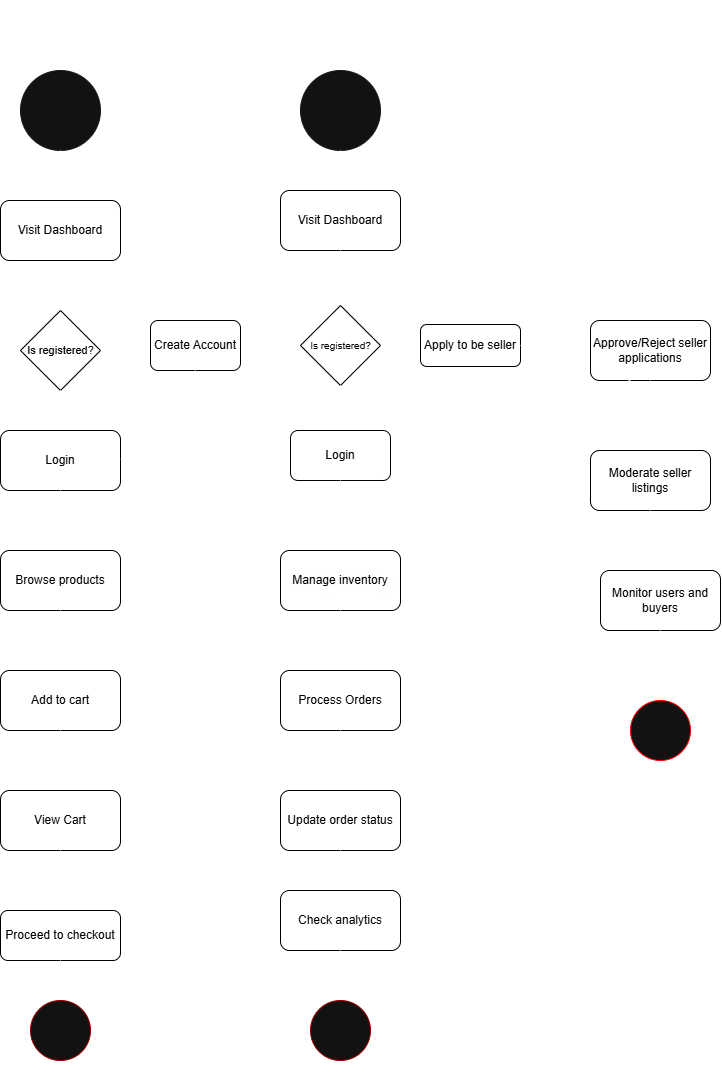 Visit Dashboard
Is registered?
Create Account
Login
Browse products
Add to cart
View Cart
Proceed to checkout
Visit Dashboard
Is registered?
Apply to be seller
Login
Manage inventory
Process Orders
Update order status
Check analytics
Approve/Reject seller
applications
Moderate seller
listings
Monitor users and
buyers